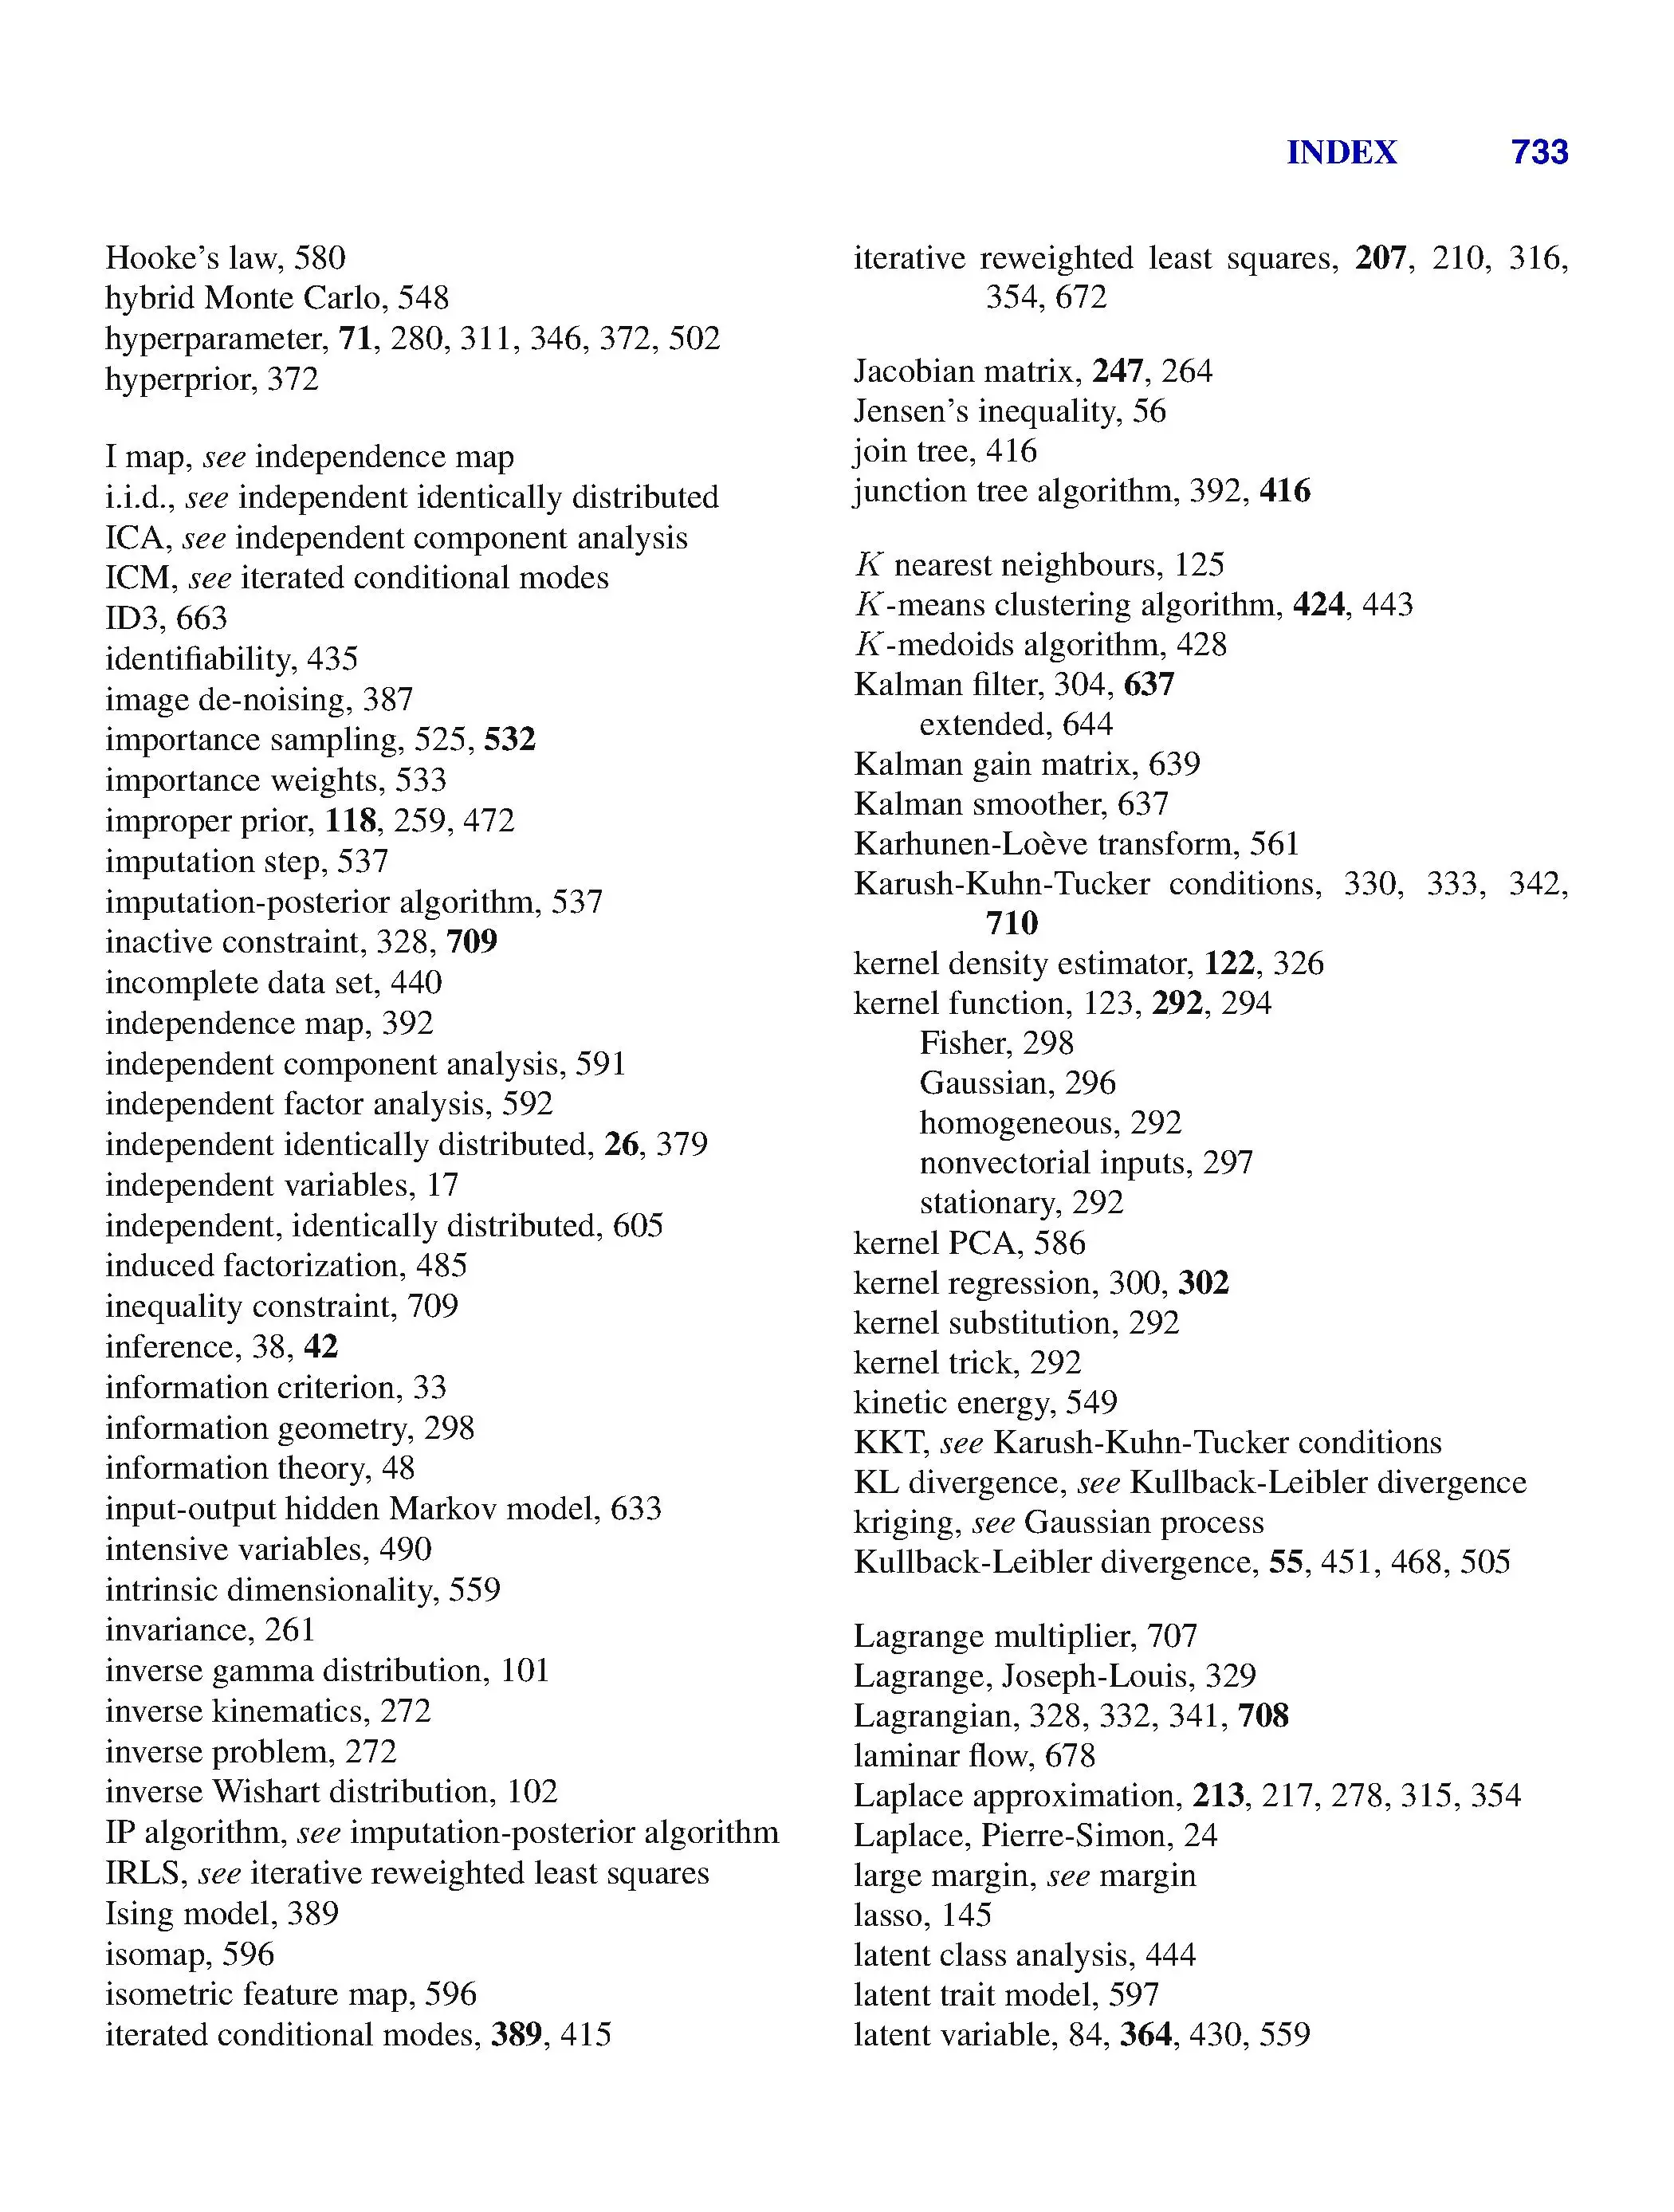 INDEX 733
Hooke’s law, 580
hybrid Monte Carlo, 548
hyperparameter, 71, 280, 311, 346, 372, 502
hyperprior, 372
I map, see independence map
i.i.d., see independent identically distributed
ICA, see independent component analysis
ICM, see iterated conditional modes
ID3, 663
identifiability, 435
image de-noising, 387
importance sampling, 525, 532
importance weights, 533
improper prior, 118, 259, 472
imputation step, 537
imputation-posterior algorithm, 537
inactive constraint, 328, 709
incomplete data set, 440
independence map, 392
independent component analysis, 591
independent factor analysis, 592
independent identically distributed, 26, 379
independent variables, 17
independent, identically distributed, 605
induced factorization, 485
inequality constraint, 709
inference, 38, 42
information criterion, 33
information geometry, 298
information theory, 48
input-output hidden Markov model, 633
intensive variables, 490
intrinsic dimensionality, 559
invariance, 261
inverse gamma distribution, 101
inverse kinematics, 272
inverse problem, 272
inverse Wishart distribution, 102
IP algorithm, see imputation-posterior algorithm
IRLS, see iterative reweighted least squares
Ising model, 389
isomap, 596
isometric feature map, 596
iterated conditional modes, 389, 415
iterative reweighted least squares, 207, 210, 316,
354, 672
Jacobian matrix, 247, 264
Jensen’s inequality, 56
join tree, 416
junction tree algorithm, 392, 416
K nearest neighbours, 125
K-means clustering algorithm, 424, 443
K-medoids algorithm, 428
Kalman filter, 304, 637
extended, 644
Kalman gain matrix, 639
Kalman smoother, 637
Karhunen-Loève transform, 561
Karush-Kuhn-Tucker conditions, 330, 333, 342,
710
kernel density estimator, 122, 326
kernel function, 123, 292, 294
Fisher, 298
Gaussian, 296
homogeneous, 292
nonvectorial inputs, 297
stationary, 292
kernel PCA, 586
kernel regression, 300, 302
kernel substitution, 292
kernel trick, 292
kinetic energy, 549
KKT, see Karush-Kuhn-Tucker conditions
KL divergence, see Kullback-Leibler divergence
kriging, see Gaussian process
Kullback-Leibler divergence, 55, 451, 468, 505
Lagrange multiplier, 707
Lagrange, Joseph-Louis, 329
Lagrangian, 328, 332, 341, 708
laminar flow, 678
Laplace approximation, 213, 217, 278, 315, 354
Laplace, Pierre-Simon, 24
large margin, see margin
lasso, 145
latent class analysis, 444
latent trait model, 597
latent variable, 84, 364, 430, 559